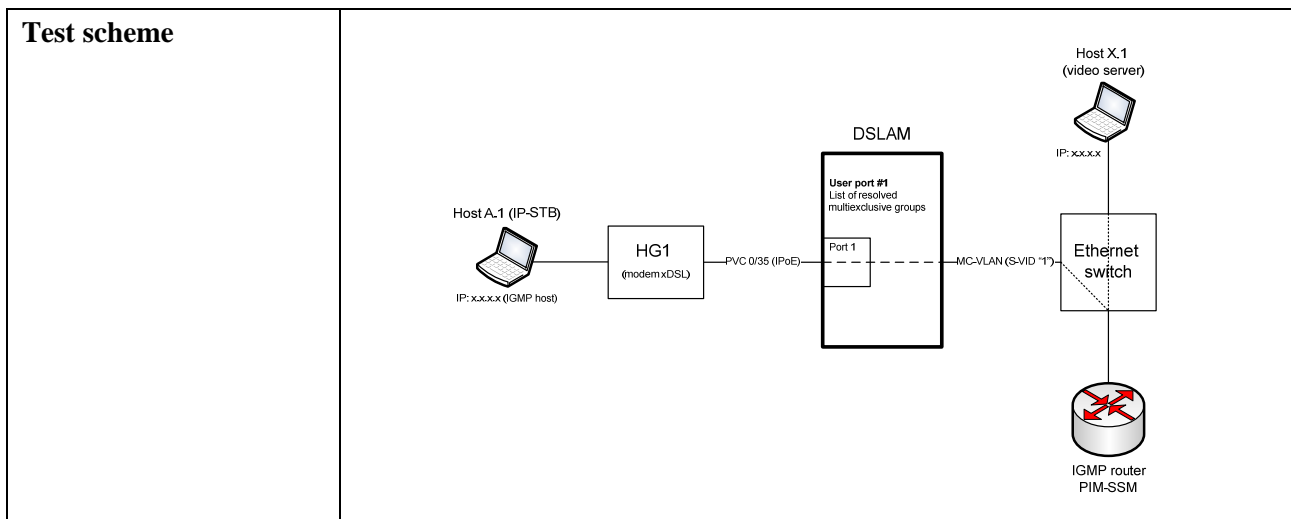 Test scheme
Host X.1
(video server)
IP: x.x.x.x
DSLAM
User port #1
List of resolved
multiexclusive groups
Port 1
Host A.1 (IP-STB)
IP: x.x.x.x (IGMP host)
HG1
(modem xDSL)
PVC 0/35 (IPoE)
MC-VLAN (S-VID "1")
Ethernet
switch
IGMP router
PIM-SSM